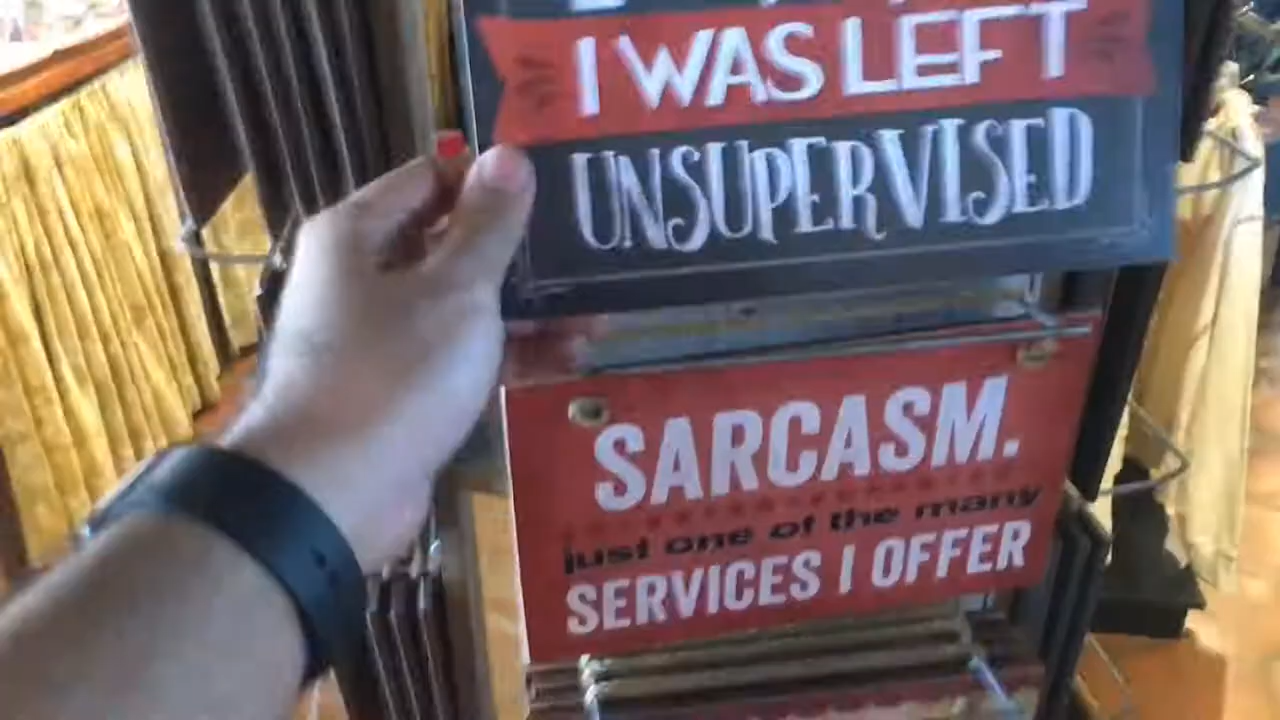 I WAS LEFT
UNSUPERVISED
SARCASM.
just one of the many
SERVICES I OFFER